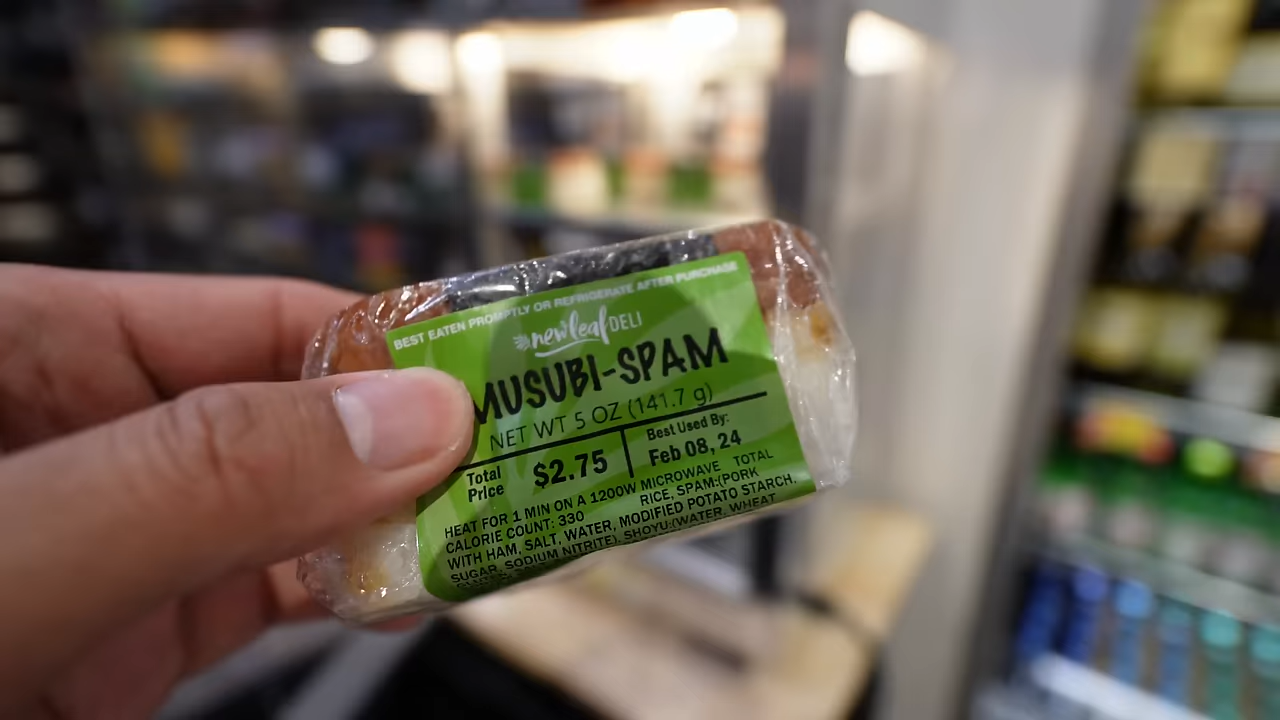 BEST EATEN PROMPTLY OR REFRIGERATE AFTER PURCHASE
newleaf DELI
MUSUBI-SPAM
NET WT 5 OZ (141.7 g)
Total Price
$2.75
Best Used By:
Feb 08, 24
HEAT FOR 1 MIN ON A 1200W MICROWAVE TOTAL
CALORIE COUNT: 330 RICE, SPAM:(PORK
WITH HAM, SALT, WATER, MODIFIED POTATO STARCH,
SUGAR, SODIUM NITRITE), SHOYU:(WATER, WHEAT